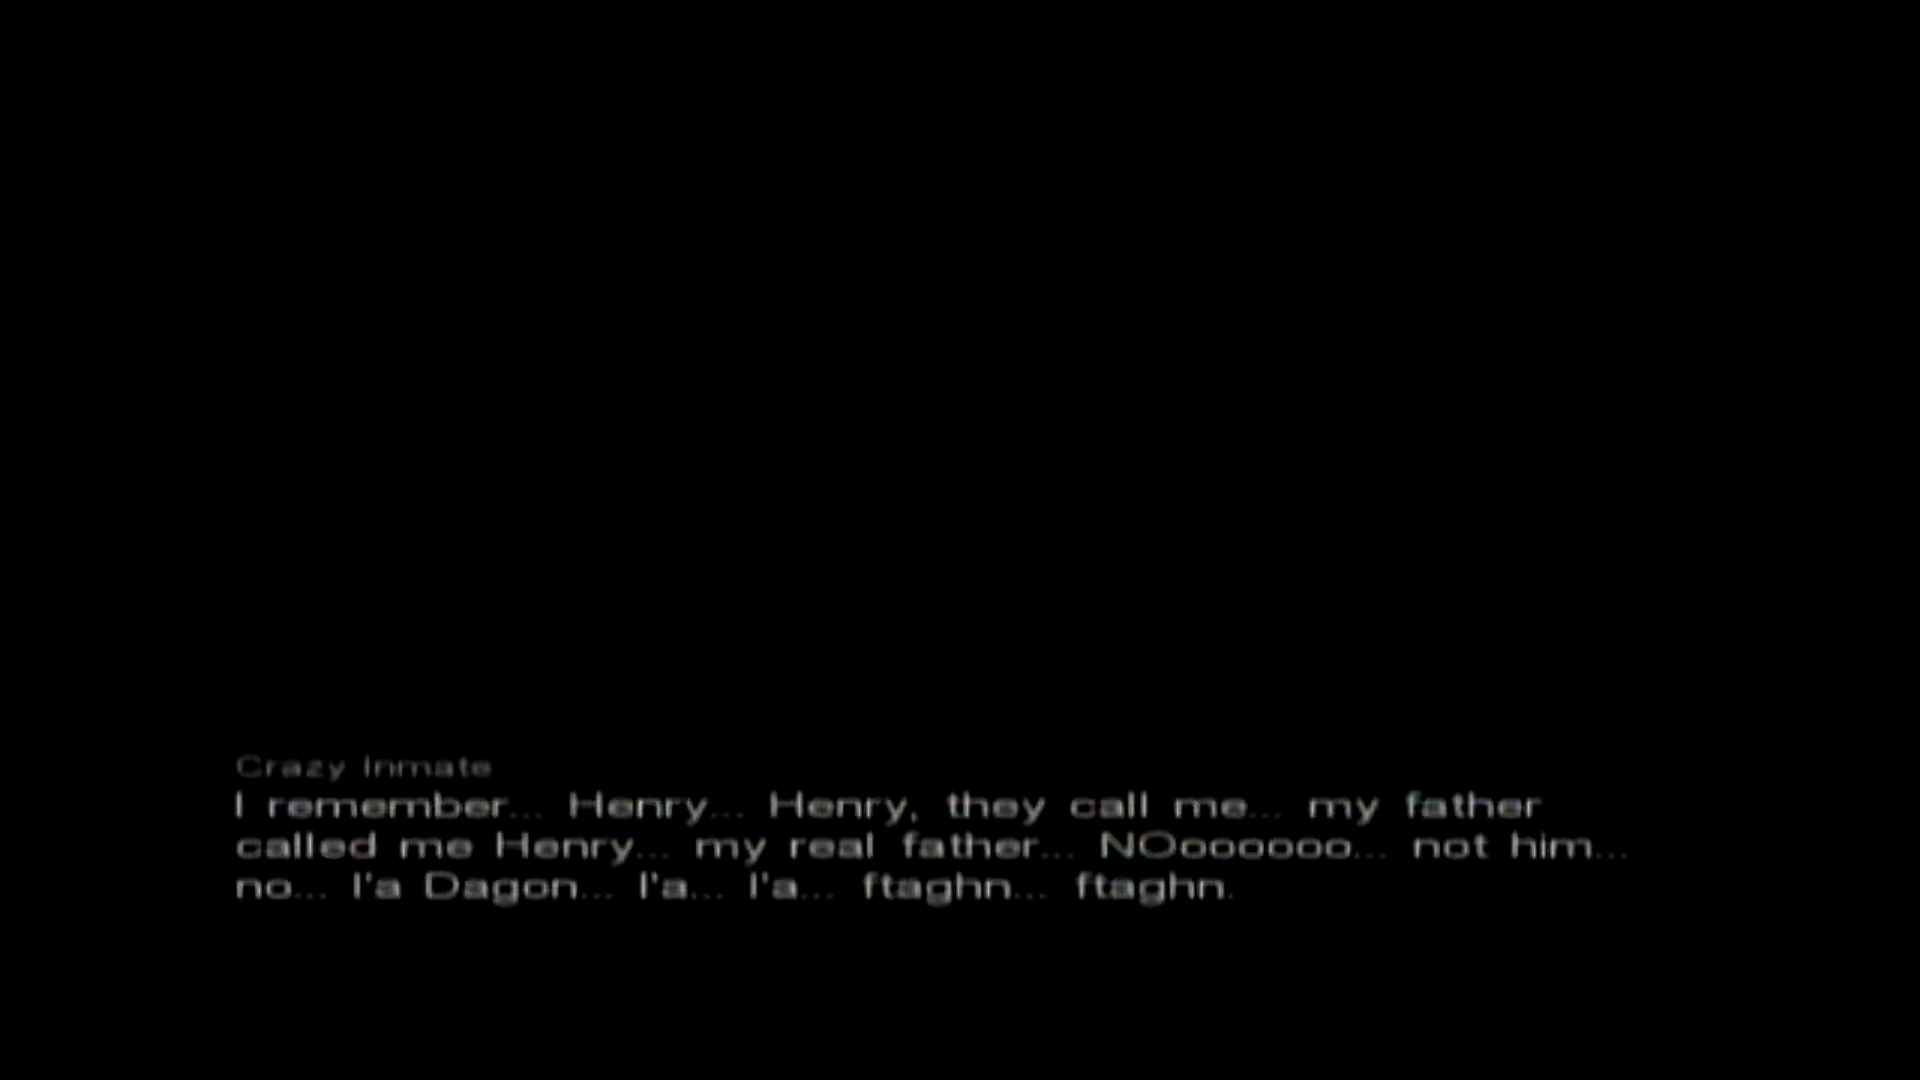 Crazy Inmate
I remember... Henry... Henry, they call me... my father
called me Henry... my real father... NOooooooo... not him...
no... I'a Dagon... I'a... I'a... ftaghn... ftaghn.